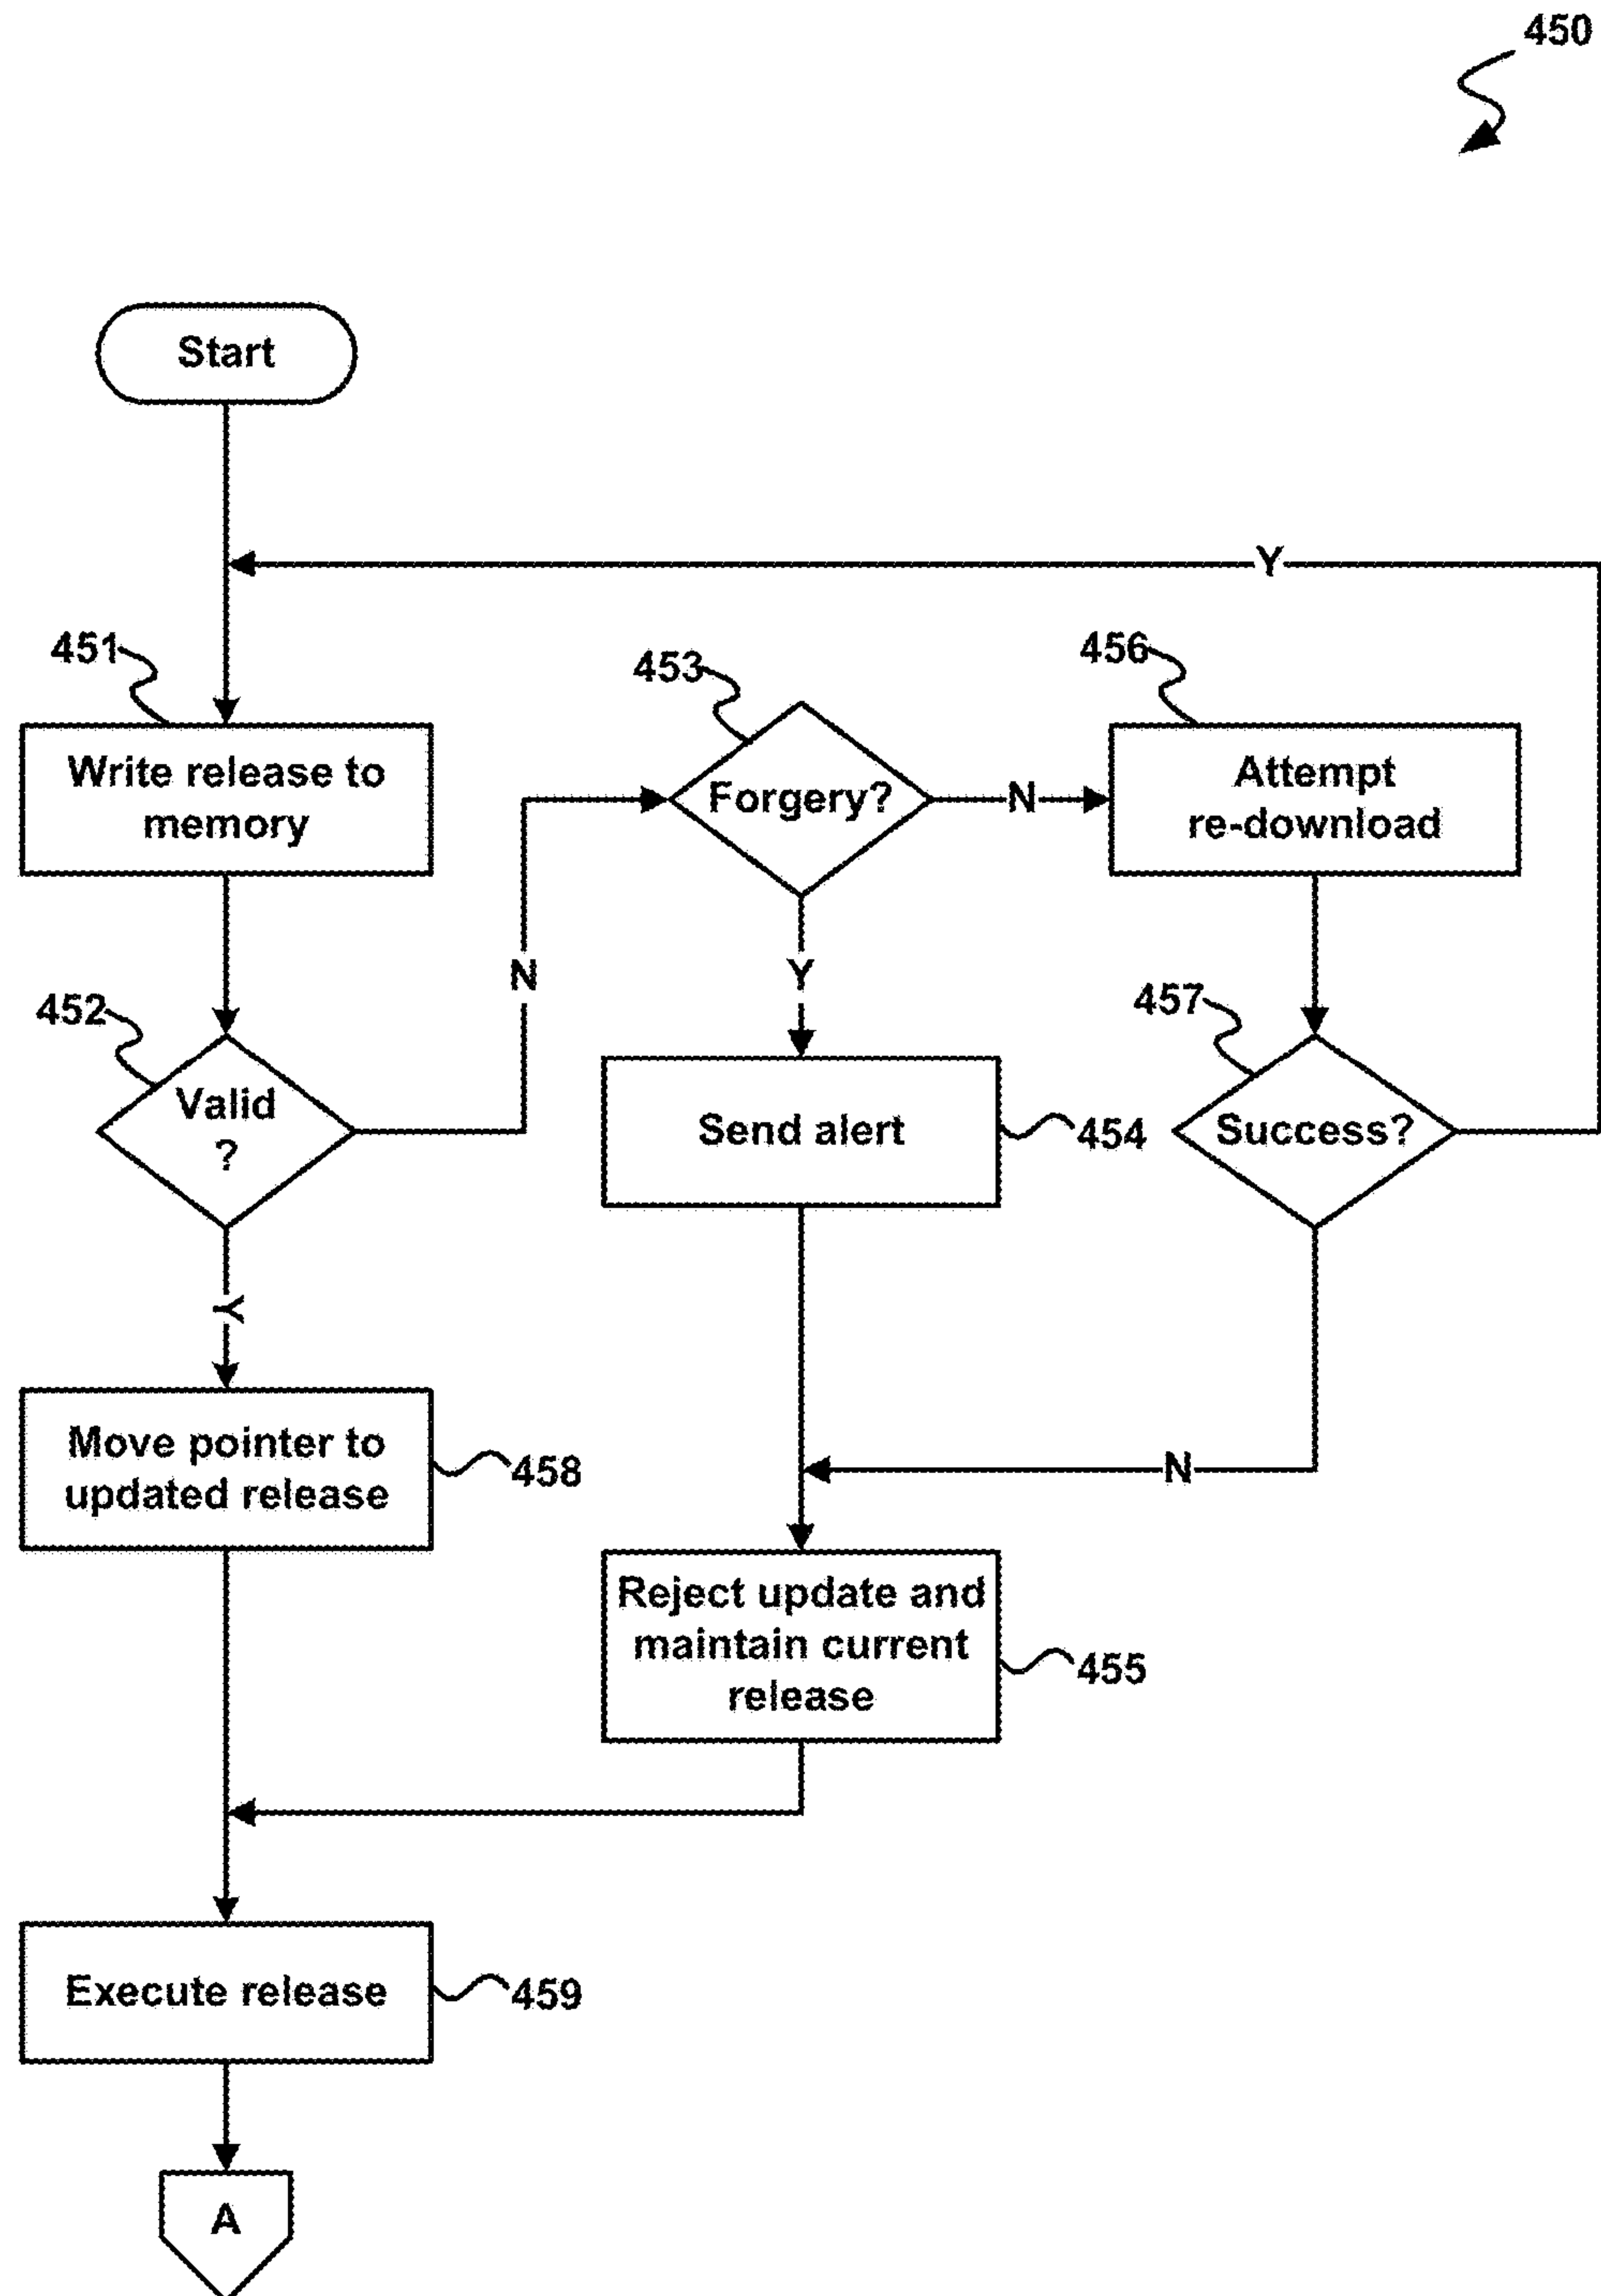 450
Start
Y
451
453
456
Write release to
memory
Forgery?
N
Attempt
re-download
N
Y
452
457
Valid
?
Send alert
454
Success?
Y
Move pointer to
updated release
458
N
Reject update and
maintain current
release
455
Execute release
459
A